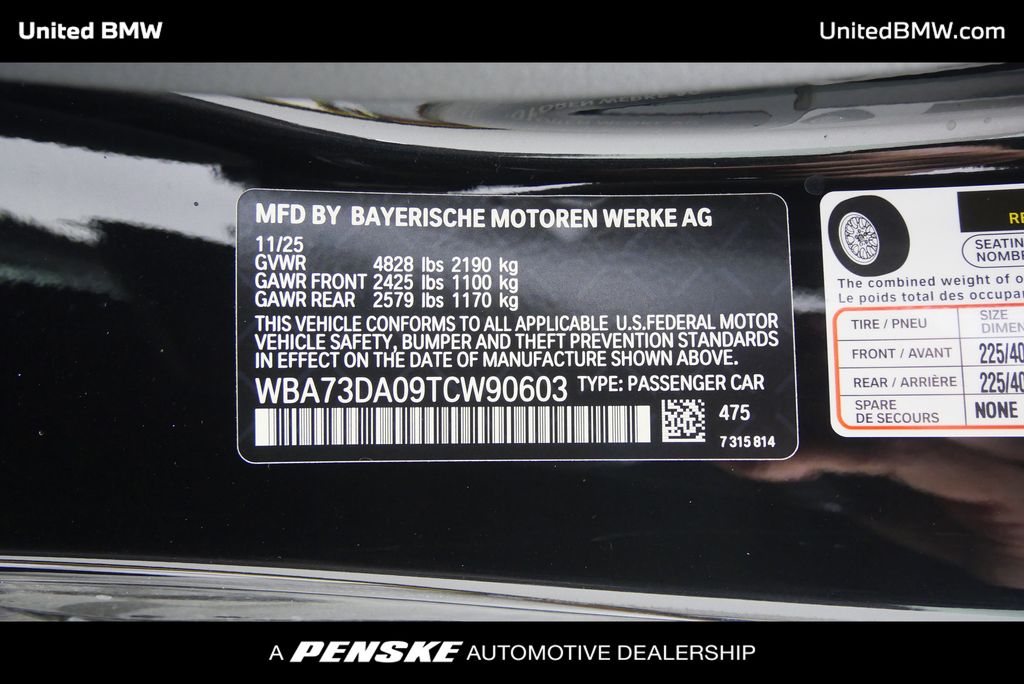 United BMW
UnitedBMW.com
MFD BY BAYERISCHE MOTOREN WERKE AG
11/25
GVWR 4828 lbs 2190 kg
GAWR FRONT 2425 lbs 1100 kg
GAWR REAR 2579 lbs 1170 kg
THIS VEHICLE CONFORMS TO ALL APPLICABLE U.S.FEDERAL MOTOR
VEHICLE SAFETY, BUMPER AND THEFT PREVENTION STANDARDS
IN EFFECT ON THE DATE OF MANUFACTURE SHOWN ABOVE.
WBA73DA09TCW90603 TYPE: PASSENGER CAR
475
7 315 814
The combined weight of
Le poids total des
TIRE / PNEU SIZE
FRONT / AVANT 225/40
REAR / ARRIÈRE 225/40
SPARE
DE SECOURS NONE
A PENSKE AUTOMOTIVE DEALERSHIP